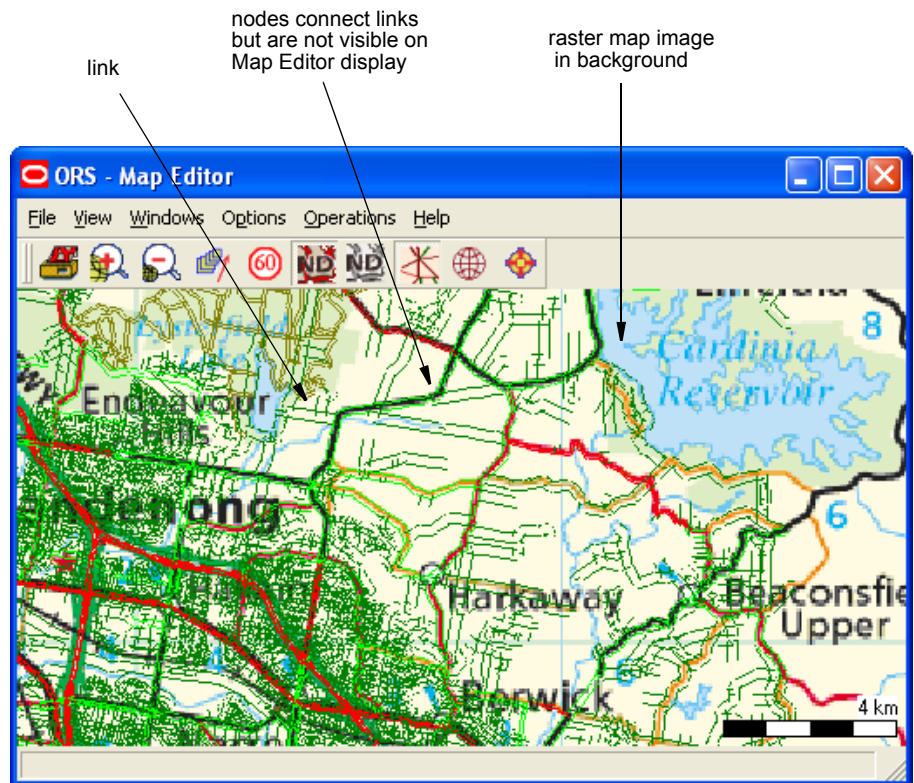 nodes connect links
but are not visible on
Map Editor display
raster map image
in background
link
ORS - Map Editor
File View Windows Options Operations Help
60 ND ND
8
Cardinia
Reservoir
Endeavour
Hills
6
Harkaway
Beaconsfie
Upper
Berwick
4 km